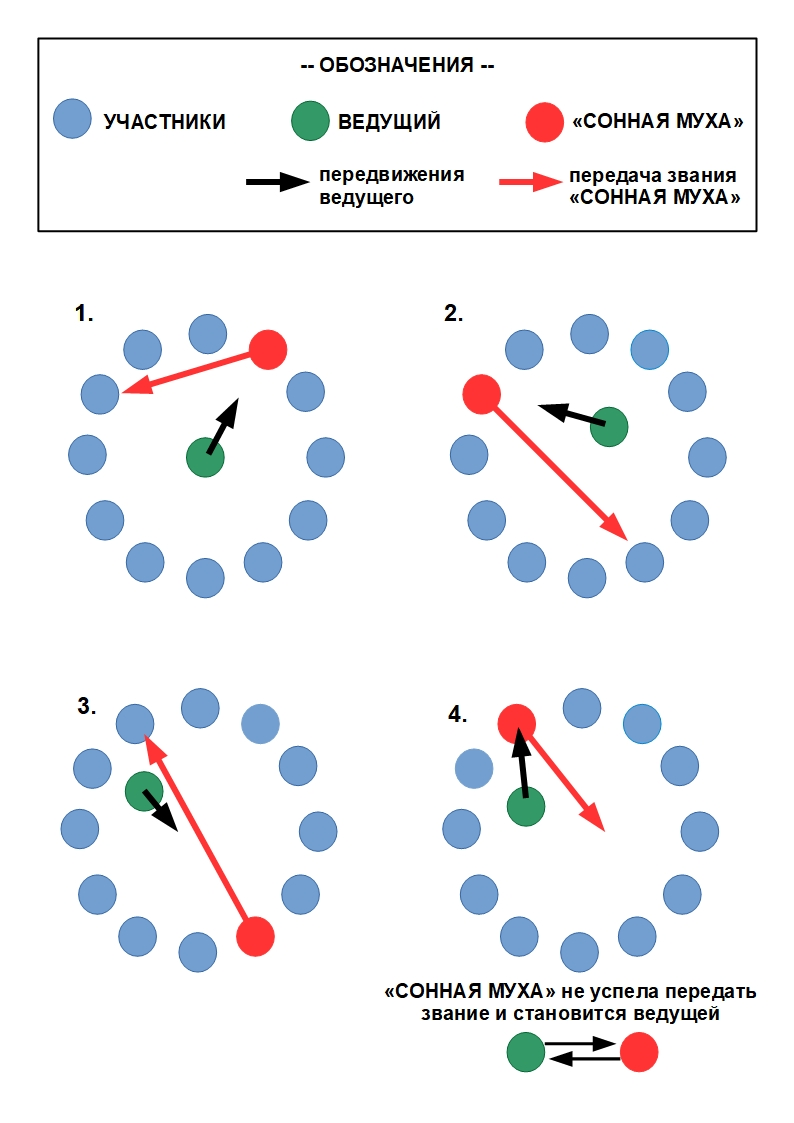 -- ОБОЗНАЧЕНИЯ --
УЧАСТНИКИ
ВЕДУЩИЙ
«СОННАЯ МУХА»
передвижения
ведущего
передача звания
«СОННАЯ МУХА»
1.
2.
3.
4.
«СОННАЯ МУХА» не успела передать
звание и становится ведущей